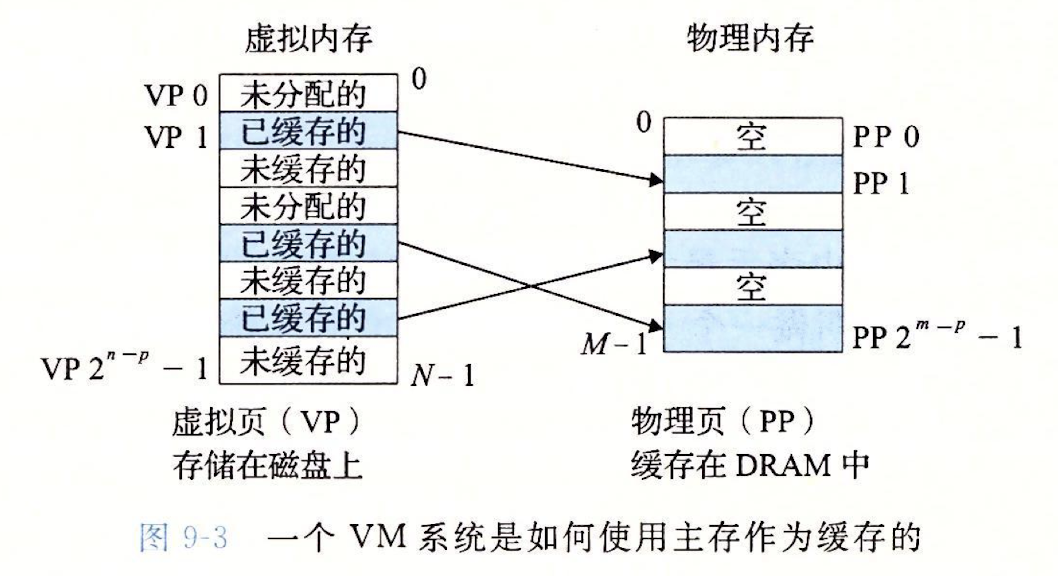 虚拟内存
物理内存
VP 0 未分配的 0
VP 1 已缓存的
未缓存的
未分配的
已缓存的
未缓存的
已缓存的
VP 2^{n-p} - 1 未缓存的 N-1
0 空 PP 0
PP 1
空
空
M-1 PP 2^{m-p} - 1
虚拟页（VP）
存储在磁盘上
物理页（PP）
缓存在 DRAM 中
图 9-3 一个 VM 系统是如何使用主存作为缓存的